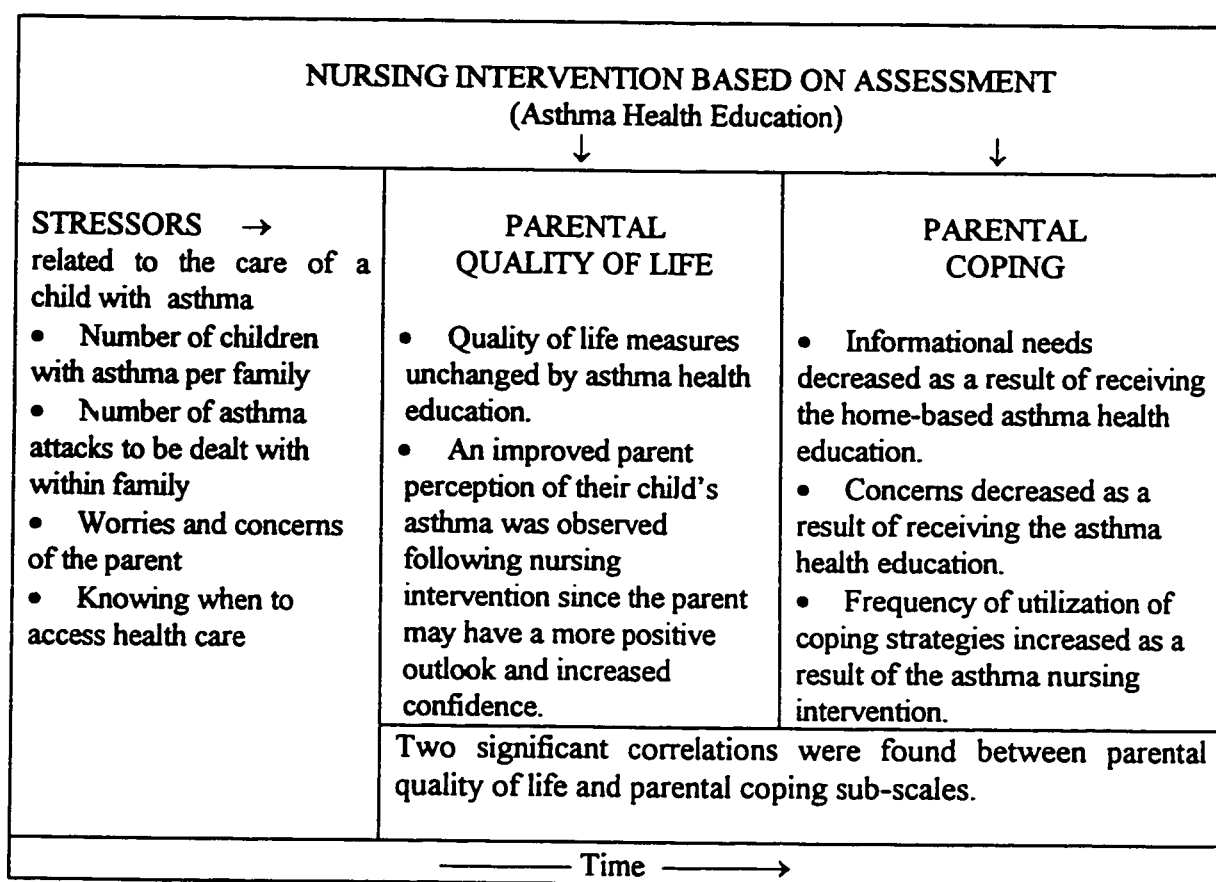 NURSING INTERVENTION BASED ON ASSESSMENT
(Asthma Health Education)
↓ ↓
STRESSORS →
related to the care of a
child with asthma
• Number of children
with asthma per family
• Number of asthma
attacks to be dealt with
within family
• Worries and concerns
of the parent
• Knowing when to
access health care
PARENTAL
QUALITY OF LIFE
• Quality of life measures
unchanged by asthma health
education.
• An improved parent
perception of their child's
asthma was observed
following nursing
intervention since the parent
may have a more positive
outlook and increased
confidence.
PARENTAL
COPING
• Informational needs
decreased as a result of receiving
the home-based asthma health
education.
• Concerns decreased as a
result of receiving the asthma
health education.
• Frequency of utilization of
coping strategies increased as a
result of the asthma nursing
intervention.
Two significant correlations were found between parental
quality of life and parental coping sub-scales.
Time →